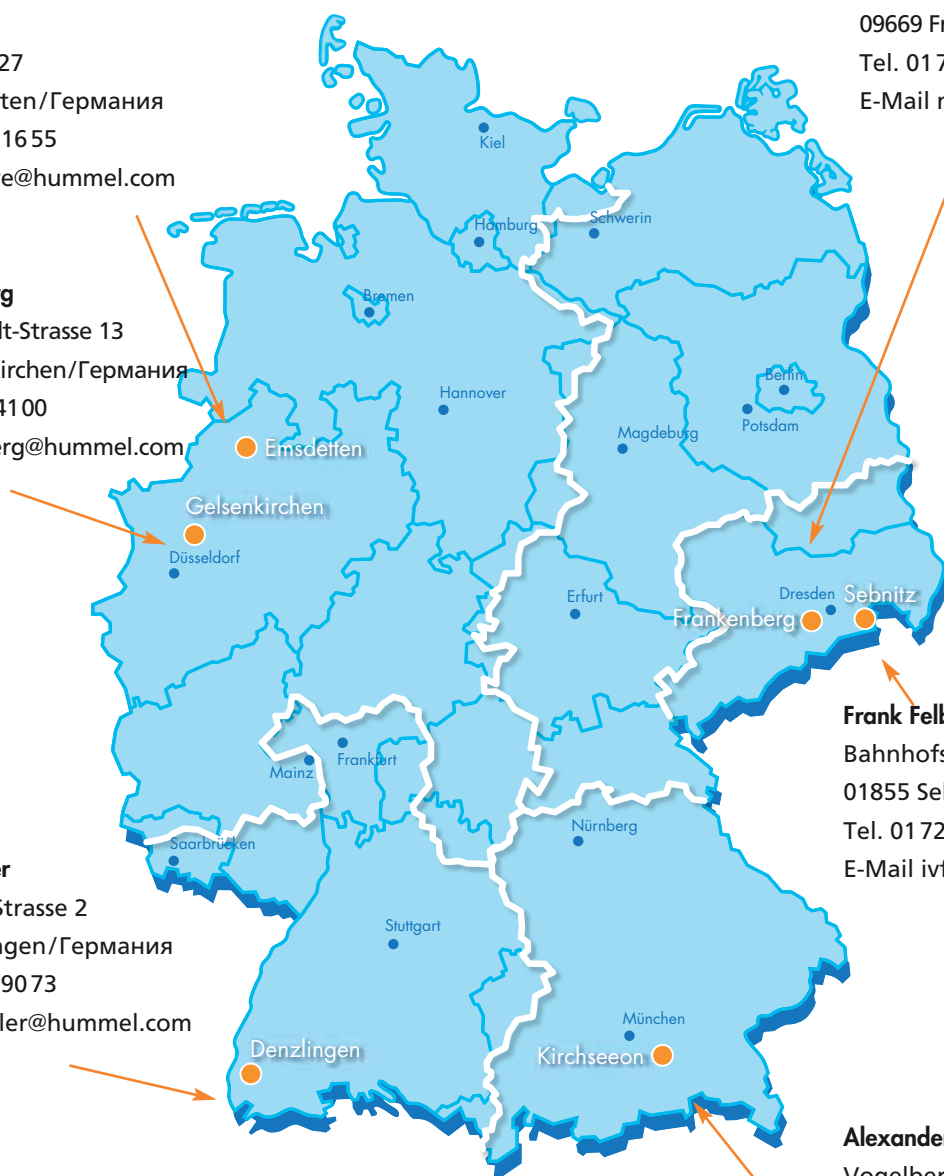 27
ten/Германия
1655
e@hummel.com
09669 Fr
Tel. 017
E-Mail
rg
lt-Strasse 13
irchen/Германия
4100
erg@hummel.com
Kiel
Hamburg
Schwerin
Bremen
Hannover
Berlin
Potsdam
Magdeburg
Emsdetten
Gelsenkirchen
Düsseldorf
Erfurt
Dresden
Sebnitz
Frankenberg
Frankfurt
Mainz
Saarbrücken
Nürnberg
Stuttgart
München
Kirchseeon
Denzlingen
Frank Felb
Bahnhofs
01855 Se
Tel. 0172
E-Mail ivf
er
Strasse 2
ngen/Германия
9073
ler@hummel.com
Alexander
Vogelber